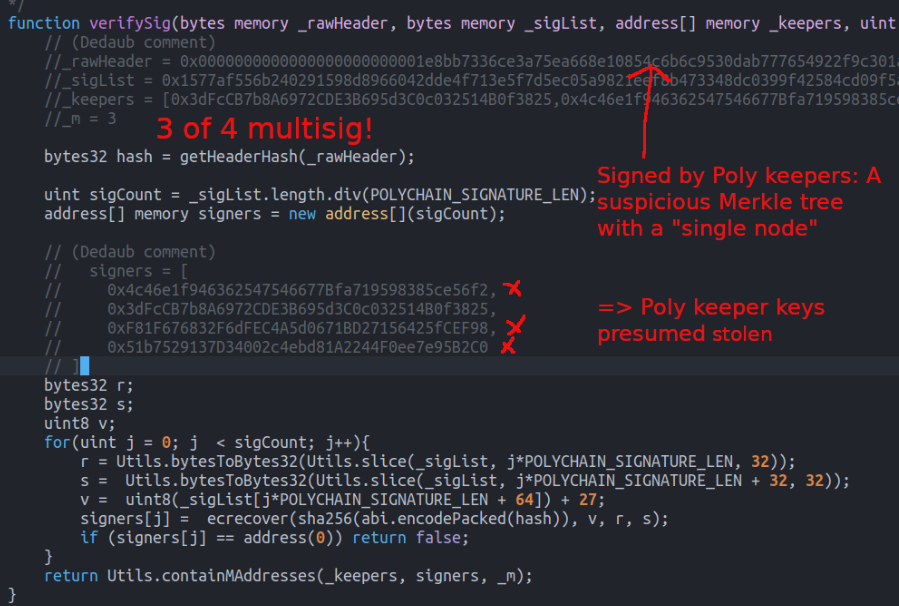 */
function verifySig(bytes memory _rawHeader, bytes memory _sigList, address[] memory _keepers, uint
// (Dedaub comment)
//_rawHeader = 0x0000000000000000000000001e8bb7336ce3a75ea668e10854c6b6c9530dab777654922f9c301a
//_sigList = 0x1577af556b240291598d8966042dde4f713e5f7d5ec05a9821eef8b473348dc0399f42584cd09f5a
//_keepers = [0x3dFcCB7b8A6972CDE3B695d3C0c032514B0f3825,0x4c46e1f946362547546677Bfa719598385ce
//_m = 3
3 of 4 multisig!
bytes32 hash = getHeaderHash(_rawHeader);
Signed by Poly keepers: A
suspicious Merkle tree
with a "single node"
uint sigCount = _sigList.length.div(POLYCHAIN_SIGNATURE_LEN);
address[] memory signers = new address[](sigCount);
// (Dedaub comment)
// signers = [
// 0x4c46e1f946362547546677Bfa719598385ce56f2,
// 0x3dFcCB7b8A6972CDE3B695d3C0c032514B0f3825,
// 0xF81F676832F6dFEC4A5d0671BD27156425fCEF98,
// 0x51b7529137D34002c4ebd81A2244F0ee7e95B2C0
// ]
=> Poly keeper keys
presumed stolen
bytes32 r;
bytes32 s;
uint8 v;
for(uint j = 0; j < sigCount; j++){
r = Utils.bytesToBytes32(Utils.slice(_sigList, j*POLYCHAIN_SIGNATURE_LEN, 32));
s = Utils.bytesToBytes32(Utils.slice(_sigList, j*POLYCHAIN_SIGNATURE_LEN + 32, 32));
v = uint8(_sigList[j*POLYCHAIN_SIGNATURE_LEN + 64]) + 27;
signers[j] = ecrecover(sha256(abi.encodePacked(hash)), v, r, s);
if (signers[j] == address(0)) return false;
}
return Utils.containMAddresses(_keepers, signers, _m);
}